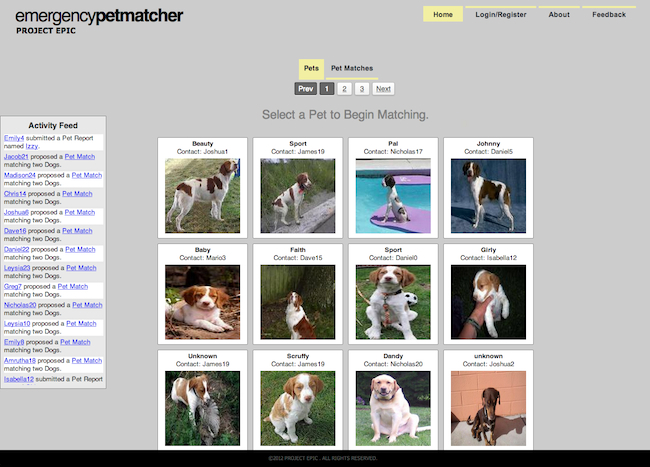 emergencypetmatcher
PROJECT EPIC
Home Login/Register About Feedback
Pets Pet Matches
Prev 1 2 3 Next
Select a Pet to Begin Matching.
Activity Feed
Emily4 submitted a Pet Report
named Izzy.
Jacob21 proposed a Pet Match
matching two Dogs.
Madison24 proposed a Pet Match
matching two Dogs.
Chris14 proposed a Pet Match
matching two Dogs.
Joshua6 proposed a Pet Match
matching two Dogs.
Dave16 proposed a Pet Match
matching two Dogs.
Daniel22 proposed a Pet Match
matching two Dogs.
Leysia23 proposed a Pet Match
matching two Dogs.
Greg7 proposed a Pet Match
matching two Dogs.
Nicholas20 proposed a Pet Match
matching two Dogs.
Leysia10 proposed a Pet Match
matching two Dogs.
Emily8 proposed a Pet Match
matching two Dogs.
Amrutha18 proposed a Pet Match
matching two Dogs.
Isabella12 submitted a Pet Report
Beauty
Contact: Joshua1
Sport
Contact: James19
Pal
Contact: Nicholas17
Johnny
Contact: Daniel5
Baby
Contact: Mario3
Faith
Contact: Dave15
Sport
Contact: Daniel0
Girly
Contact: Isabella12
Unknown
Contact: James19
Scruffy
Contact: James19
Dandy
Contact: Nicholas20
unknown
Contact: Joshua2
©2012 PROJECT EPIC . ALL RIGHTS RESERVED.